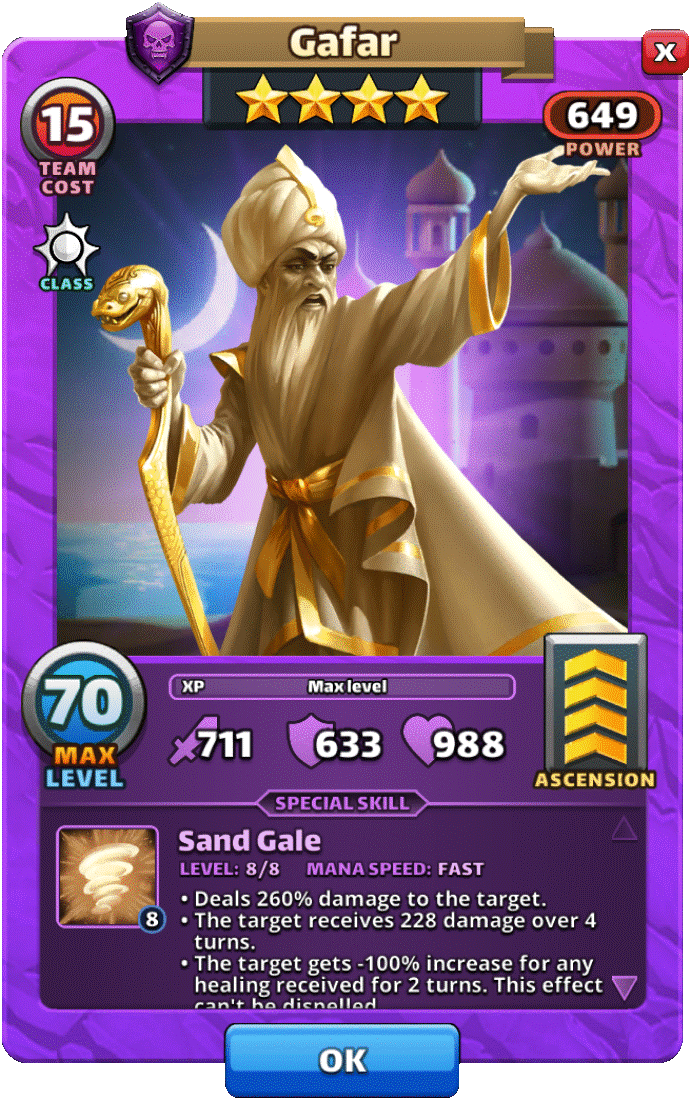 Gafar
X
15
TEAM
COST
649
POWER
CLASS
70
MAX
LEVEL
XP Max level
711 633 988
ASCENSION
SPECIAL SKILL
Sand Gale
LEVEL: 8/8 MANA SPEED: FAST
8
• Deals 260% damage to the target.
• The target receives 228 damage over 4
turns.
• The target gets -100% increase for any
healing received for 2 turns. This effect
can't be dispelled
OK